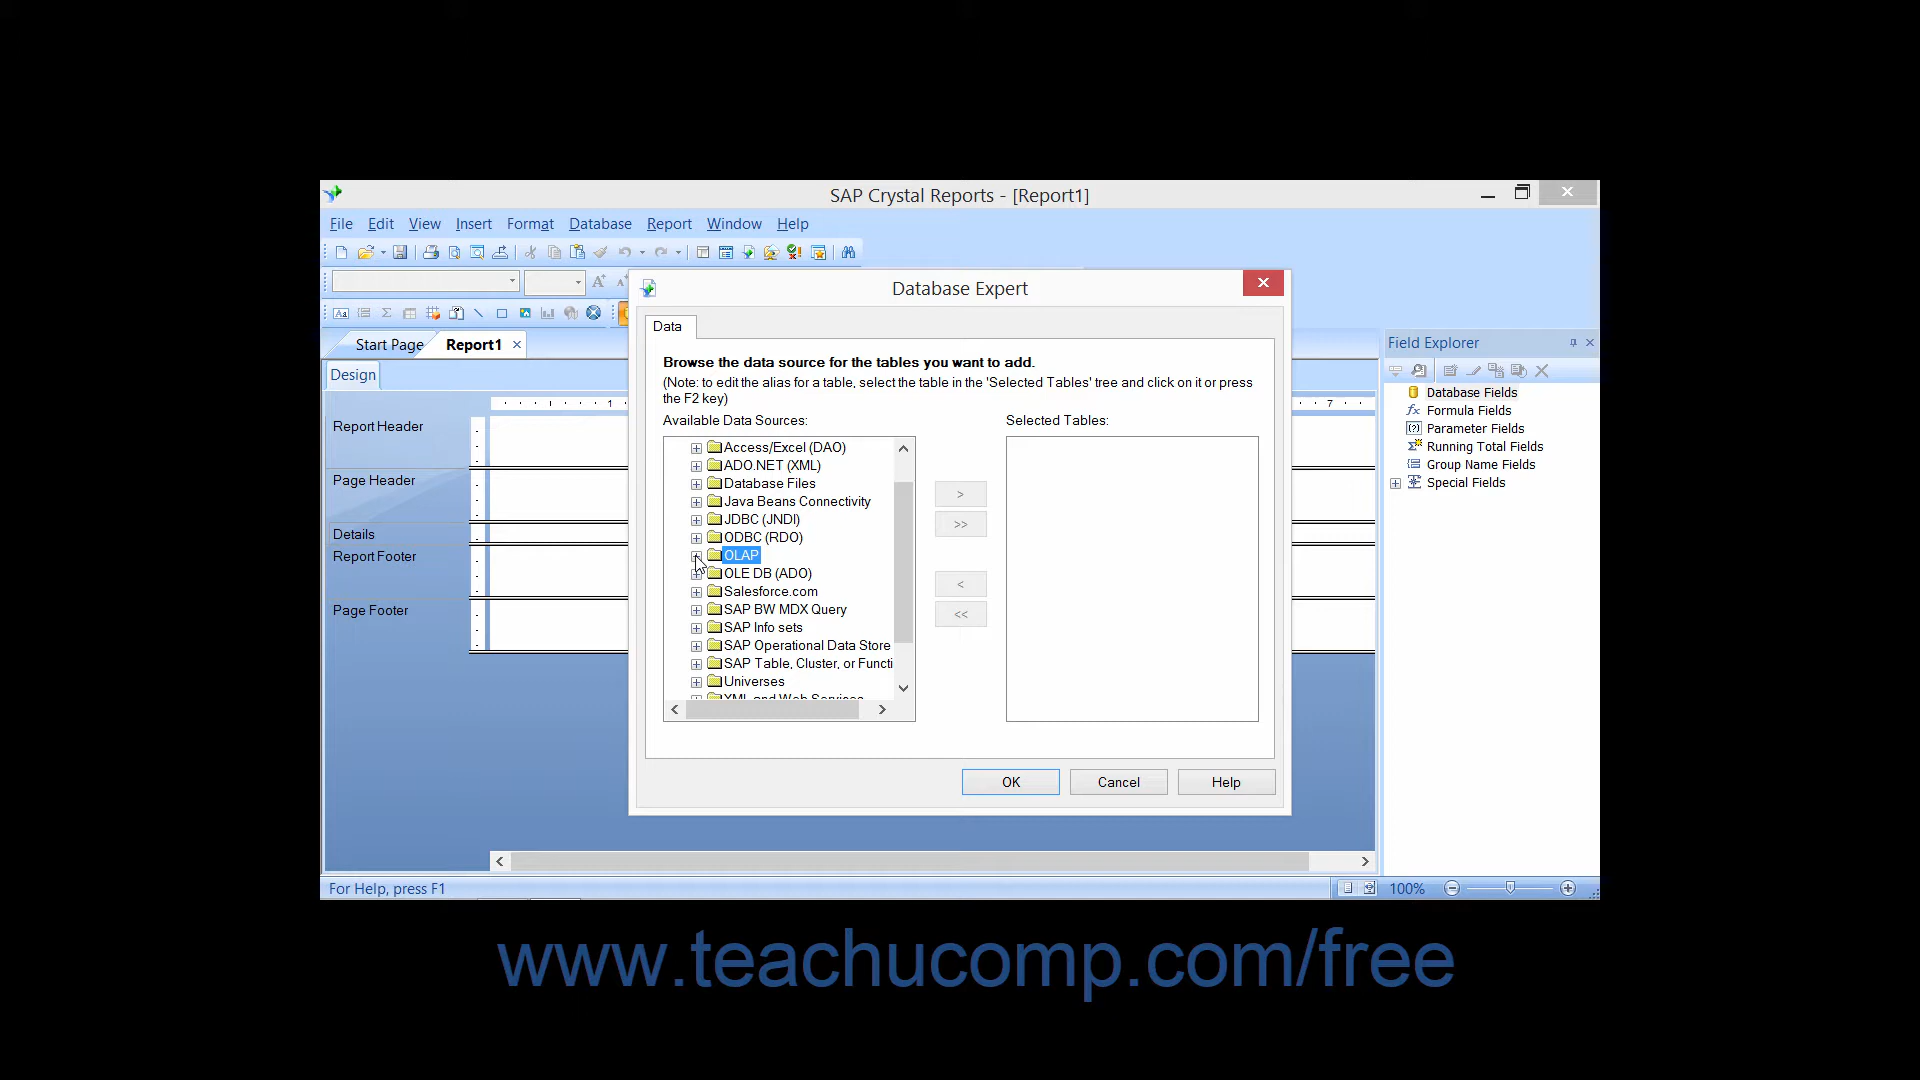 SAP Crystal Reports - [Report1]
File Edit View Insert Format Database Report Window Help
Database Expert
Data
Start Page Report1
Design
Browse the data source for the tables you want to add.
(Note: to edit the alias for a table, select the table in the 'Selected Tables' tree and click on it or press
the F2 key)
Available Data Sources:
Access/Excel (DAO)
ADO.NET (XML)
Database Files
Java Beans Connectivity
JDBC (JNDI)
ODBC (RDO)
OLAP
OLE DB (ADO)
Salesforce.com
SAP BW MDX Query
SAP Info sets
SAP Operational Data Store
SAP Table, Cluster, or Functi
Universes
XML and Web Services
Selected Tables:
>
>>
<
<<
OK Cancel Help
1
7
Report Header
Page Header
Details
Report Footer
Page Footer
Field Explorer
Database Fields
Formula Fields
Parameter Fields
Running Total Fields
Group Name Fields
Special Fields
For Help, press F1
100%
www.teachucomp.com/free